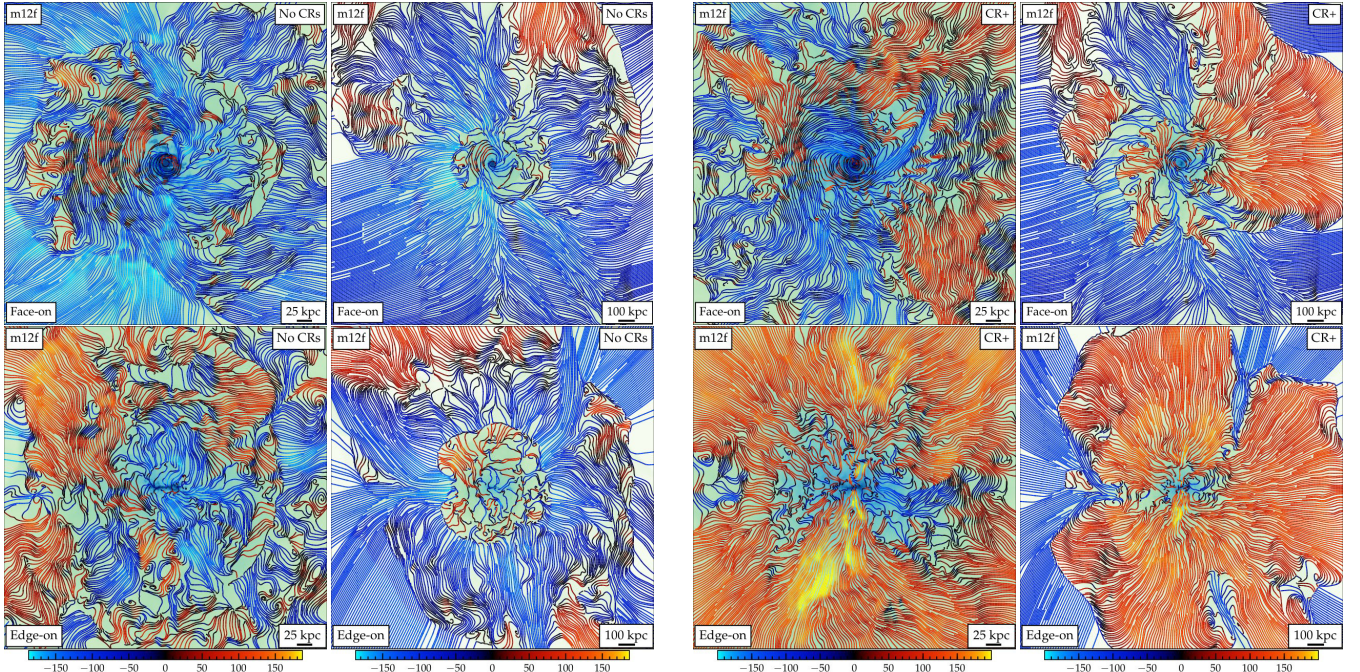 m12f No CRs m12f No CRs m12f CR+ m12f CR+
Face-on 25 kpc Face-on 100 kpc Face-on 25 kpc Face-on 100 kpc
m12f No CRs m12f No CRs m12f CR+ m12f CR+
Edge-on 25 kpc Edge-on 100 kpc Edge-on 25 kpc Edge-on 100 kpc
−150 −100 −50 0 50 100 150 −150 −100 −50 0 50 100 150 −150 −100 −50 0 50 100 150 −150 −100 −50 0 50 100 150